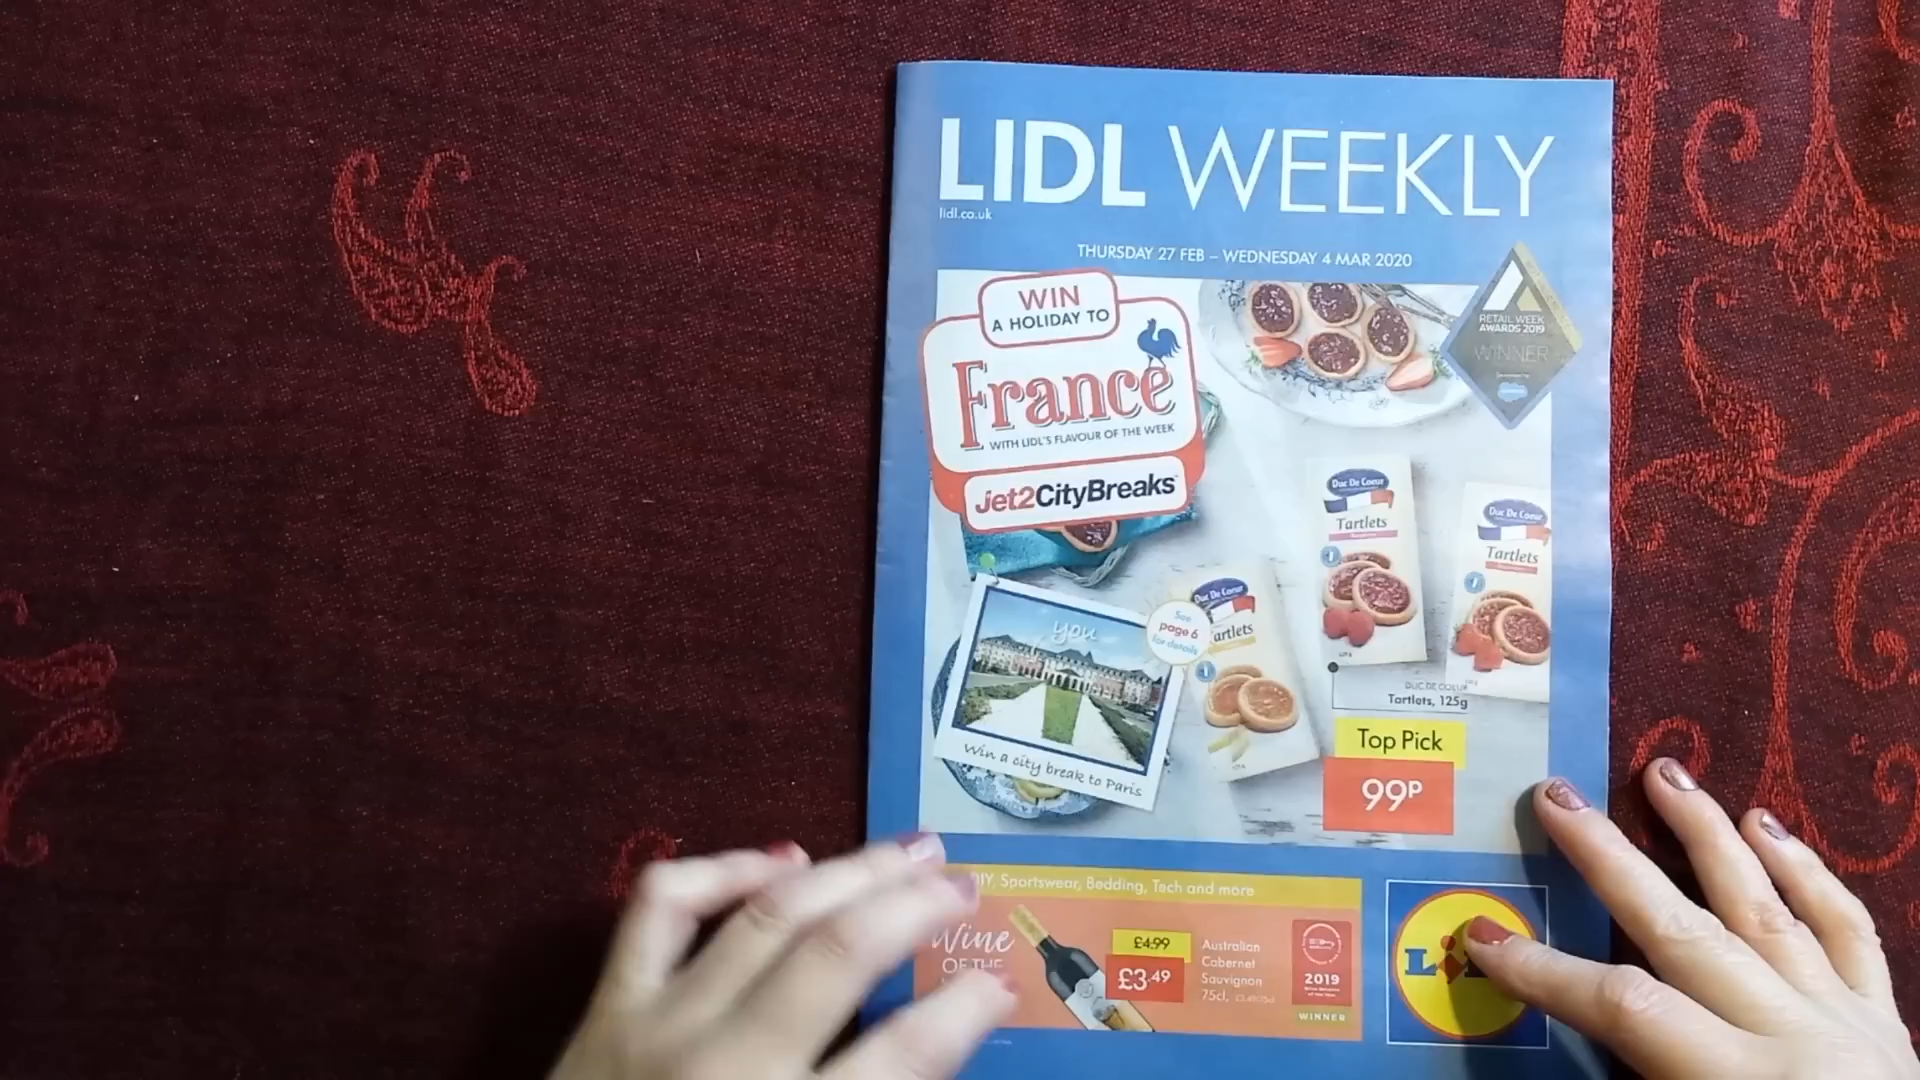 LIDL WEEKLY
lidl.co.uk
THURSDAY 27 FEB – WEDNESDAY 4 MAR 2020
WIN
A HOLIDAY TO
France
WITH LIDL'S FLAVOUR OF THE WEEK
Jet2CityBreaks
RETAIL WEEK
AWARDS 2019
WINNER
Duc De Coeur
Tartlets
Duc De Coeur
Tartlets
Duc De Coeur
artlets
See
page 6
for details
you
Win a city break to Paris
DUC DE COEUR
Tartlets, 125g
Top Pick
99p
DIY, Sportswear, Bedding, Tech and more
Wine
OF THE
£4.99
£3.49
Australian
Cabernet
Sauvignon
75cl,
2019
WINNER